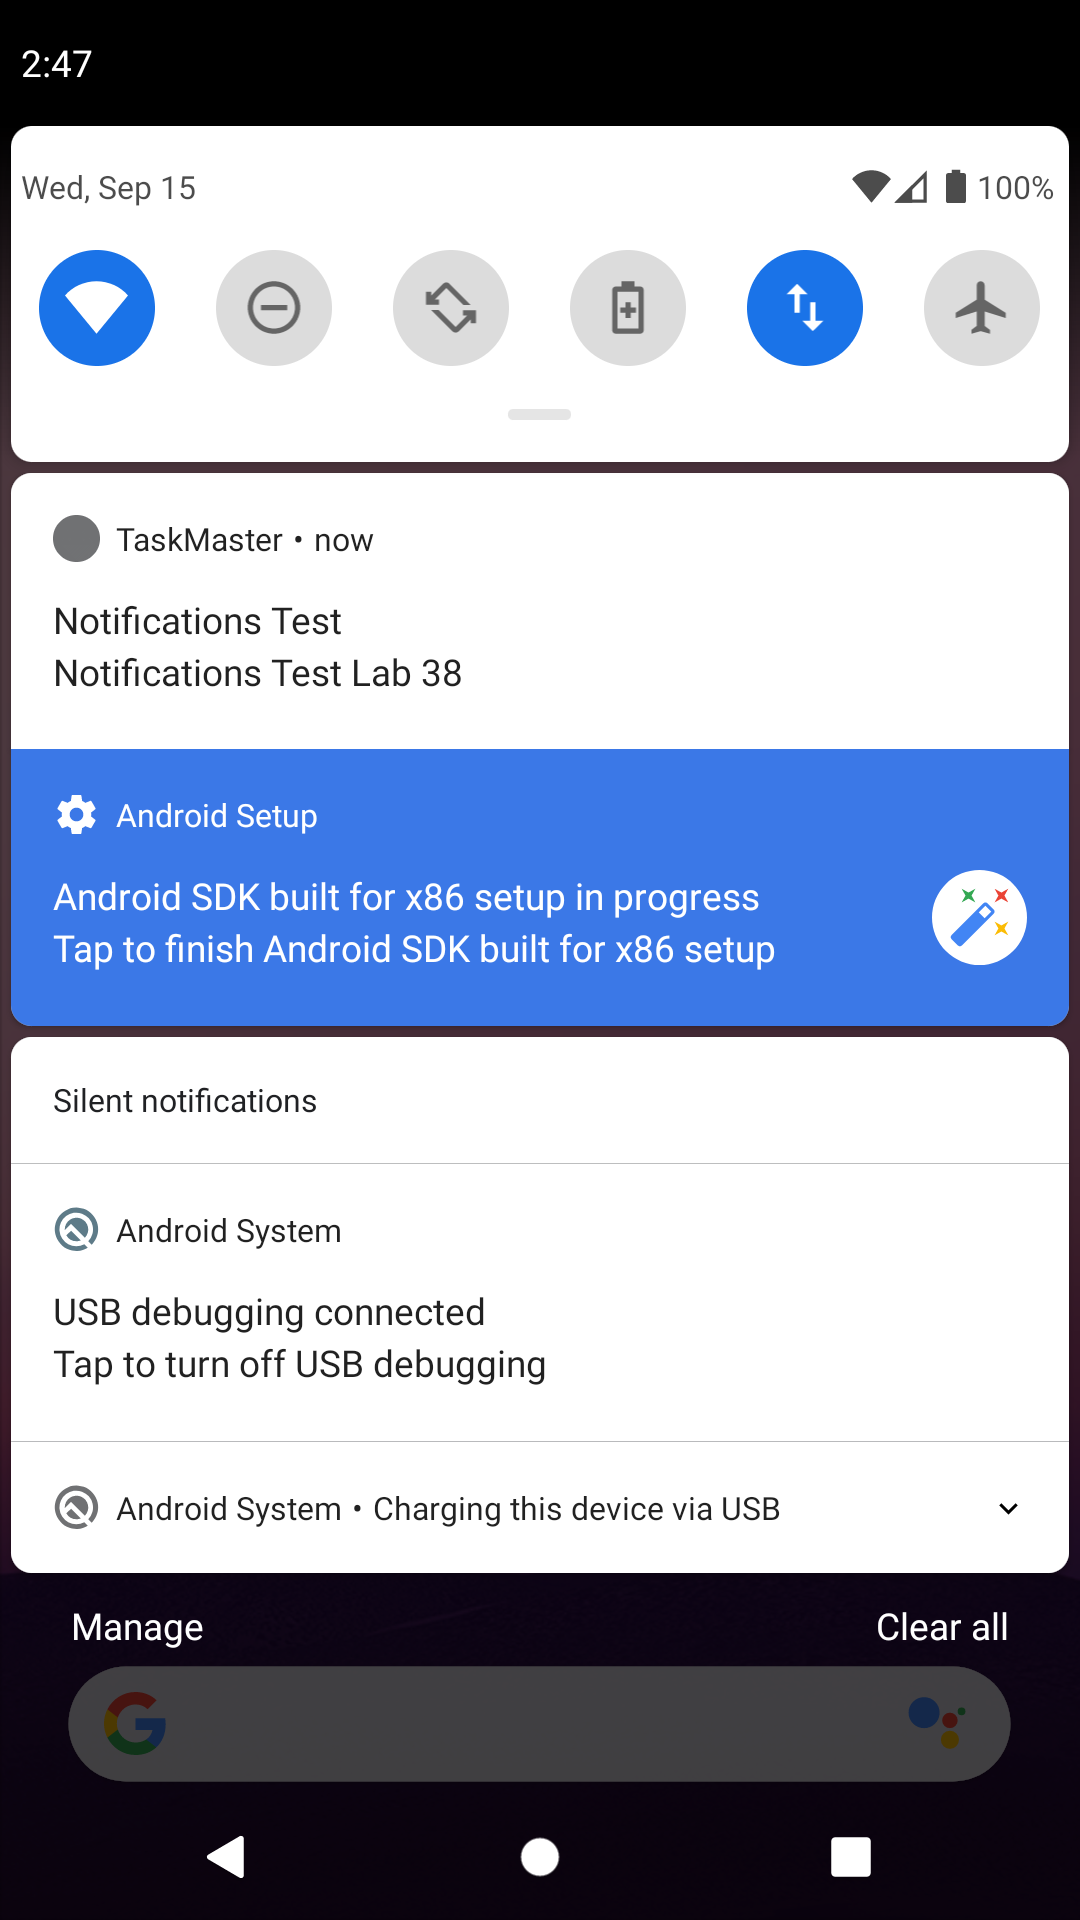 2:47
Wed, Sep 15
100%
TaskMaster • now
Notifications Test
Notifications Test Lab 38
Android Setup
Android SDK built for x86 setup in progress
Tap to finish Android SDK built for x86 setup
Silent notifications
Android System
USB debugging connected
Tap to turn off USB debugging
Android System • Charging this device via USB
Manage
Clear all